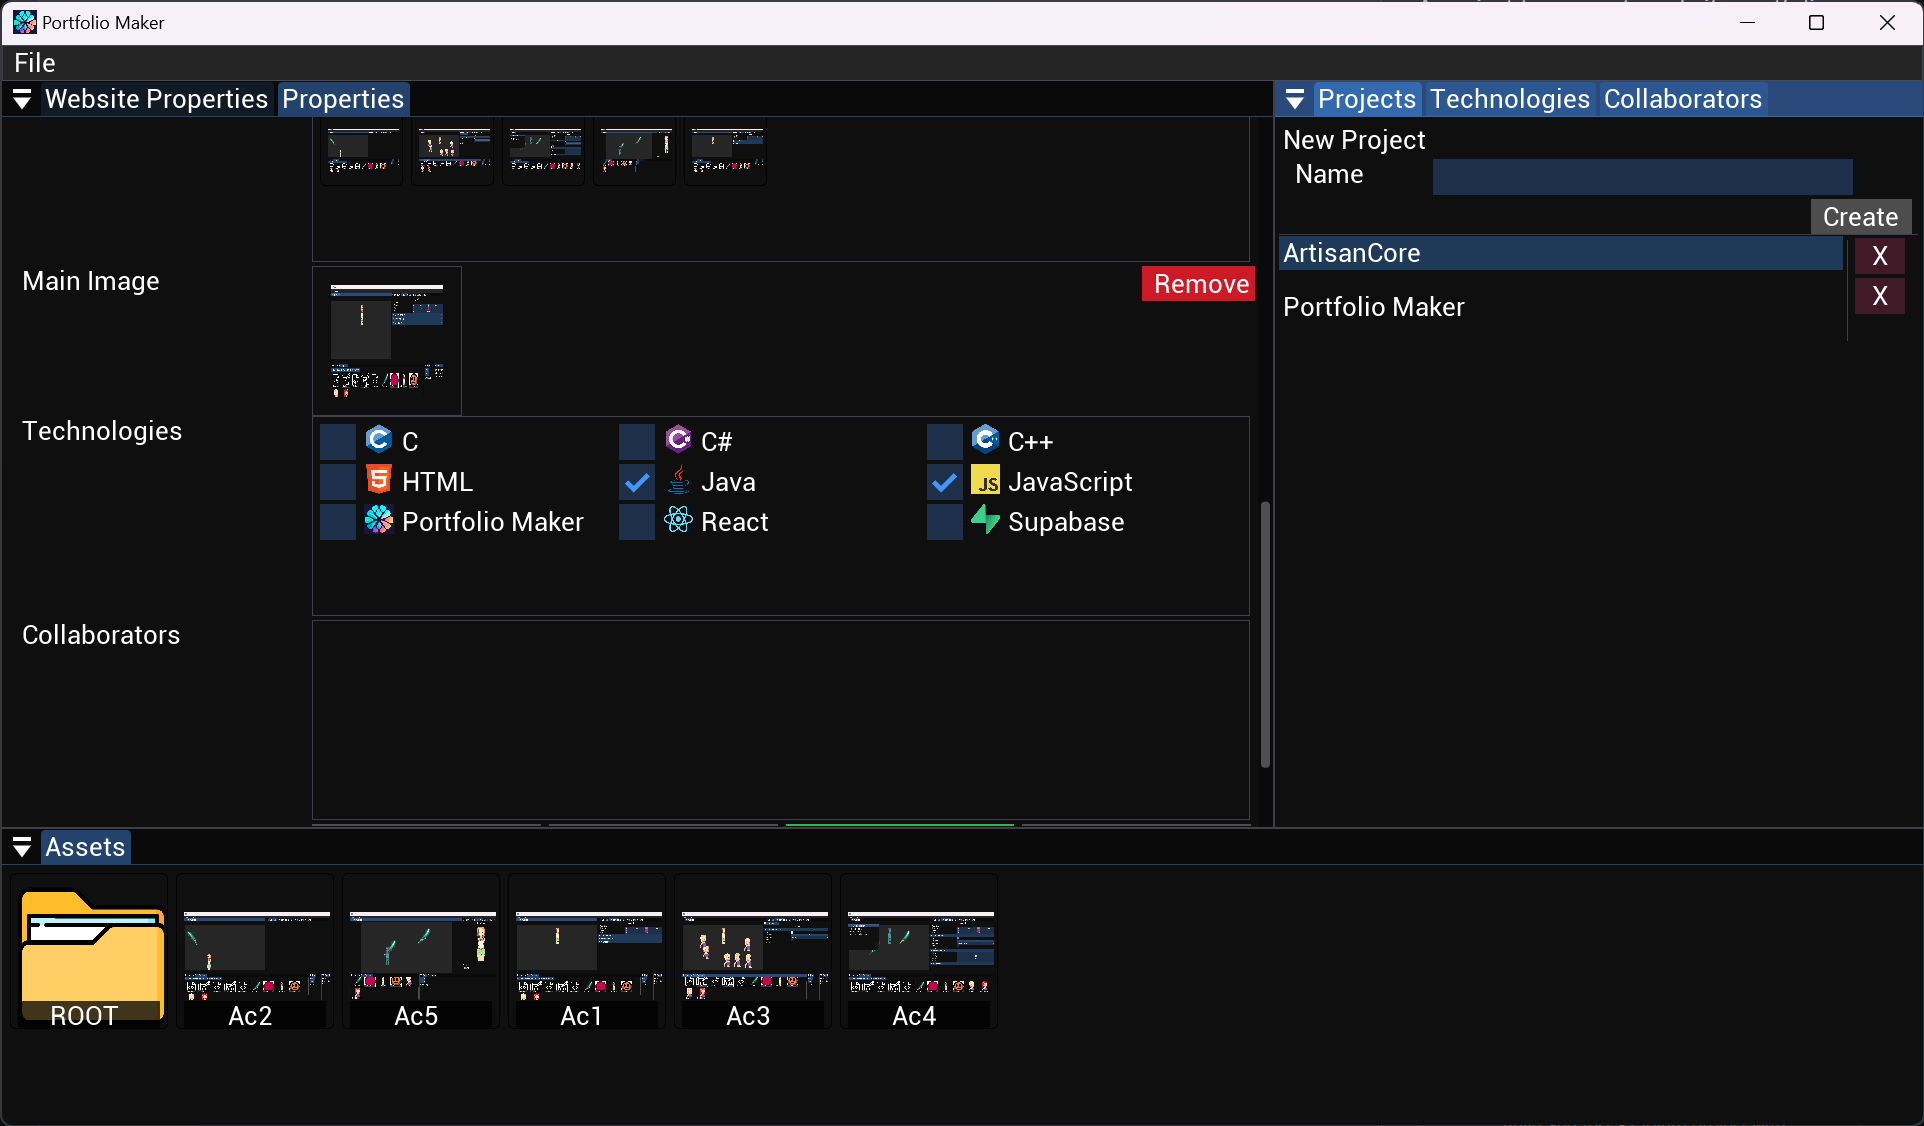 Portfolio Maker
File
Website Properties Properties
Main Image
Remove
Technologies
C C# C++
HTML Java JavaScript
Portfolio Maker React Supabase
Collaborators
Projects Technologies Collaborators
New Project
Name
Create
ArtisanCore X
Portfolio Maker X
Assets
ROOT Ac2 Ac5 Ac1 Ac3 Ac4